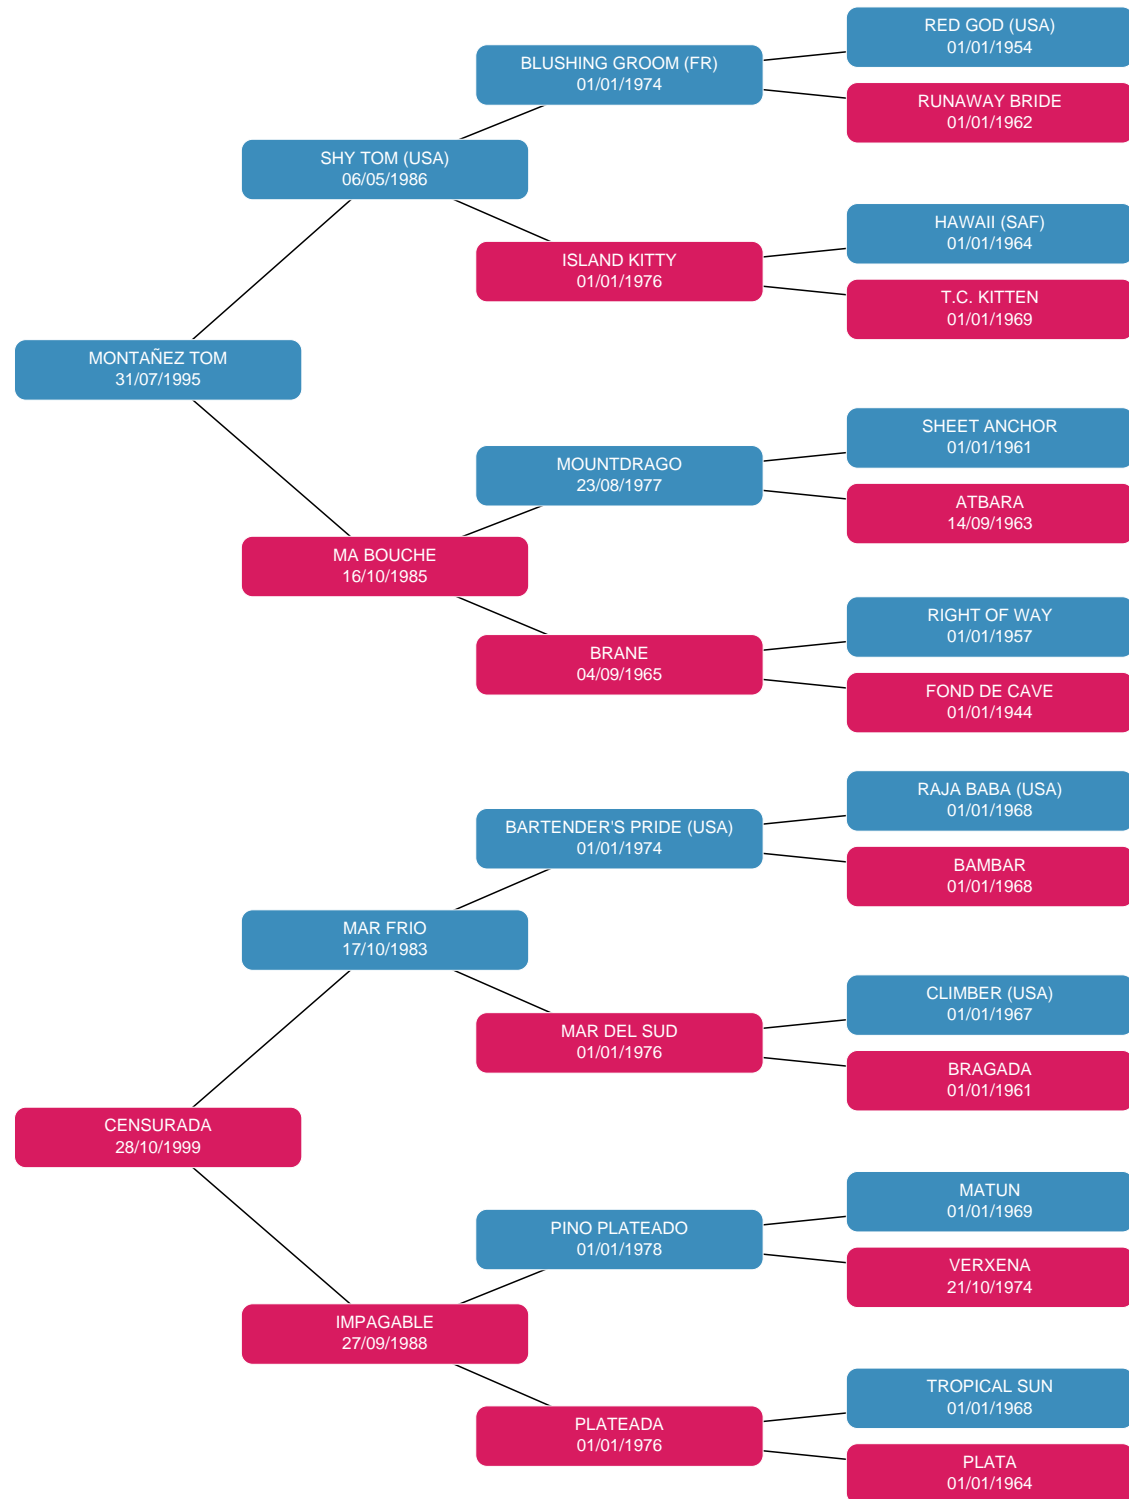 RED GOD (USA)
01/01/1954
BLUSHING GROOM (FR)
01/01/1974
RUNAWAY BRIDE
01/01/1962
SHY TOM (USA)
06/05/1986
HAWAII (SAF)
01/01/1964
ISLAND KITTY
01/01/1976
T.C. KITTEN
01/01/1969
MONTAÑEZ TOM
31/07/1995
SHEET ANCHOR
01/01/1961
MOUNTDRAGO
23/08/1977
ATBARA
14/09/1963
MA BOUCHE
16/10/1985
RIGHT OF WAY
01/01/1957
BRANE
04/09/1965
FOND DE CAVE
01/01/1944
RAJA BABA (USA)
01/01/1968
BARTENDER'S PRIDE (USA)
01/01/1974
BAMBAR
01/01/1968
MAR FRIO
17/10/1983
CLIMBER (USA)
01/01/1967
MAR DEL SUD
01/01/1976
BRAGADA
01/01/1961
CENSURADA
28/10/1999
MATUN
01/01/1969
PINO PLATEADO
01/01/1978
VERXENA
21/10/1974
IMPAGABLE
27/09/1988
TROPICAL SUN
01/01/1968
PLATEADA
01/01/1976
PLATA
01/01/1964